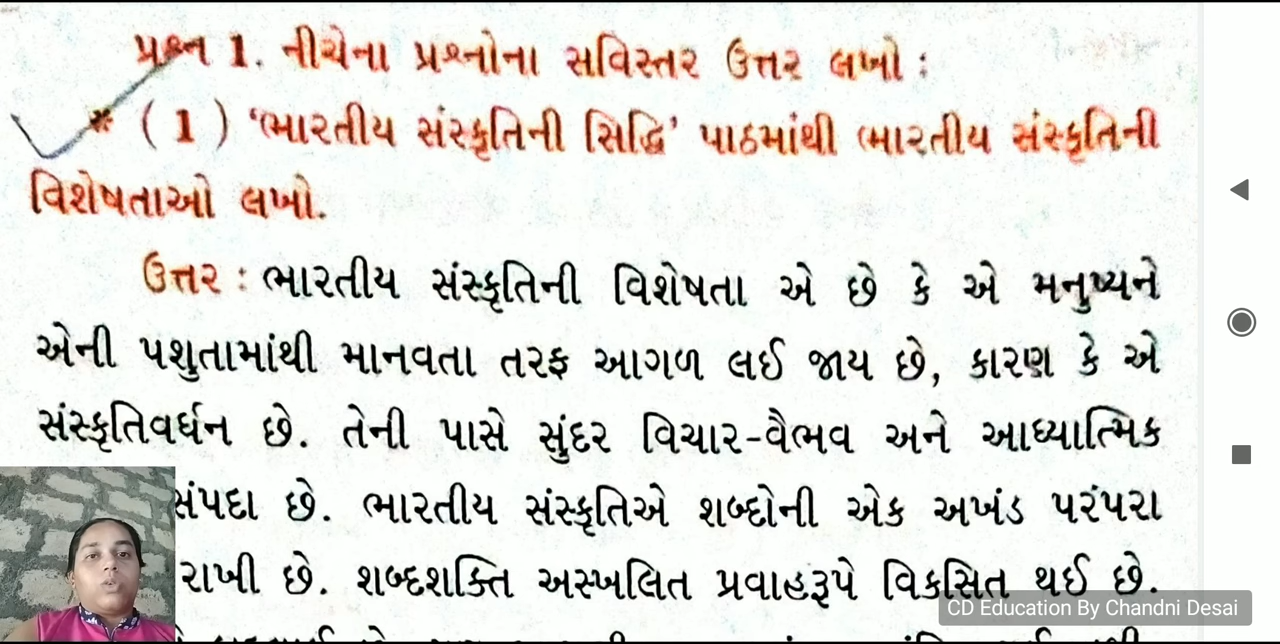 પ્રશ્ન 1. નીચેના પ્રશ્નોના સવિસ્તર ઉત્તર લખો :
* ( 1 ) ‘ભારતીય સંસ્કૃતિની સિદ્ધિ’ પાઠમાંથી ભારતીય સંસ્કૃતિની
વિશેષતાઓ લખો.
ઉત્તર : ભારતીય સંસ્કૃતિની વિશેષતા એ છે કે એ મનુષ્યને
એની પશુતામાંથી માનવતા તરફ આગળ લઈ જાય છે, કારણ કે એ
સંસ્કૃતિવર્ધન છે. તેની પાસે સુંદર વિચાર-વૈભવ અને આધ્યાત્મિક
સંપદા છે. ભારતીય સંસ્કૃતિએ શબ્દોની એક અખંડ પરંપરા
રાખી છે. શબ્દશક્તિ અસ્ખલિત પ્રવાહરૂપે વિકસિત થઈ છે.
CD Education By Chandni Desai